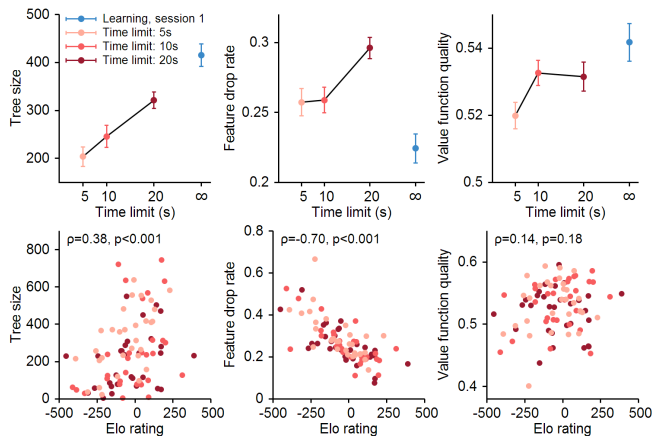 500
400
300
200
Tree size
Learning, session 1
Time limit: 5s
Time limit: 10s
Time limit: 20s
5 10 20 ∞
Time limit (s)
0.3
0.25
0.2
Feature drop rate
5 10 20 ∞
Time limit (s)
0.54
0.52
0.5
Value function quality
5 10 20 ∞
Time limit (s)
800
600
400
200
0
Tree size
ρ=0.38, p<0.001
-500 -250 0 250 500
Elo rating
0.8
0.6
0.4
0.2
0
Feature drop rate
ρ=-0.70, p<0.001
-500 -250 0 250 500
Elo rating
0.6
0.5
0.4
Value function quality
ρ=0.14, p=0.18
-500 -250 0 250 500
Elo rating